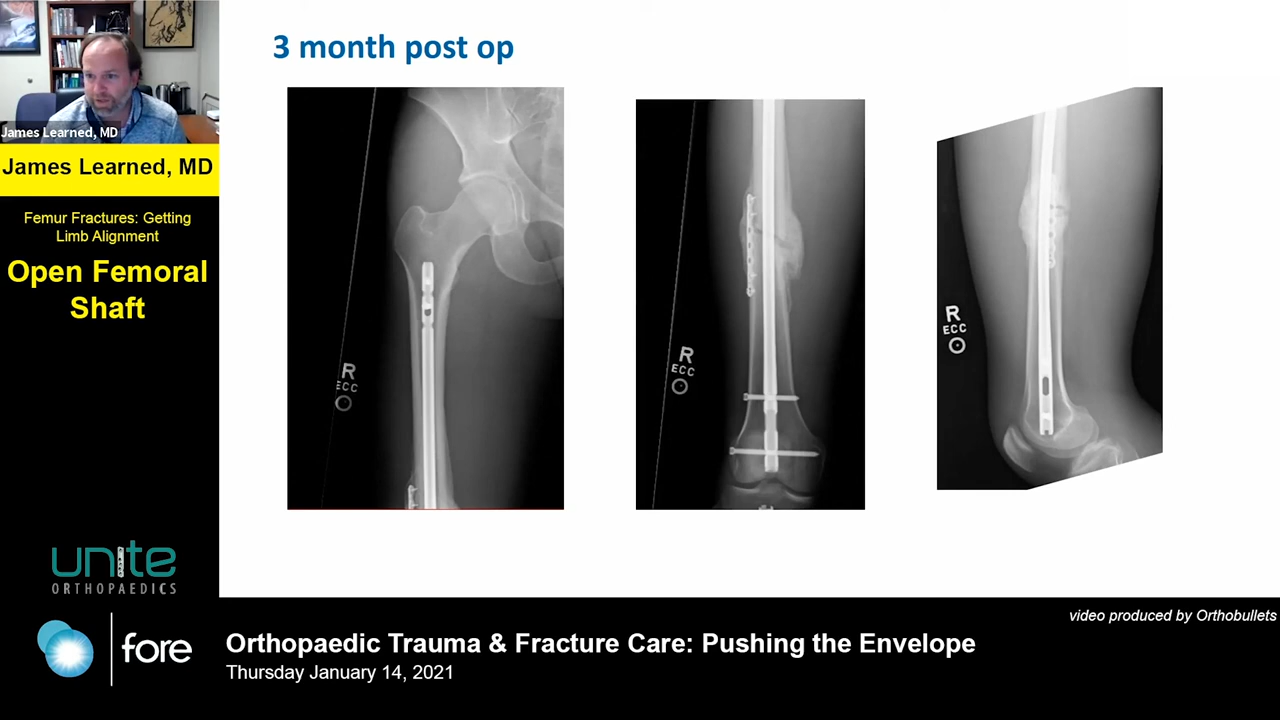 3 month post op
James Learned, MD
James Learned, MD
Femur Fractures: Getting
Limb Alignment
Open Femoral
Shaft
R
ECC
R
ECC
R
ECC
unite
ORTHOPAEDICS
fore
video produced by Orthobullets
Orthopaedic Trauma & Fracture Care: Pushing the Envelope
Thursday January 14, 2021